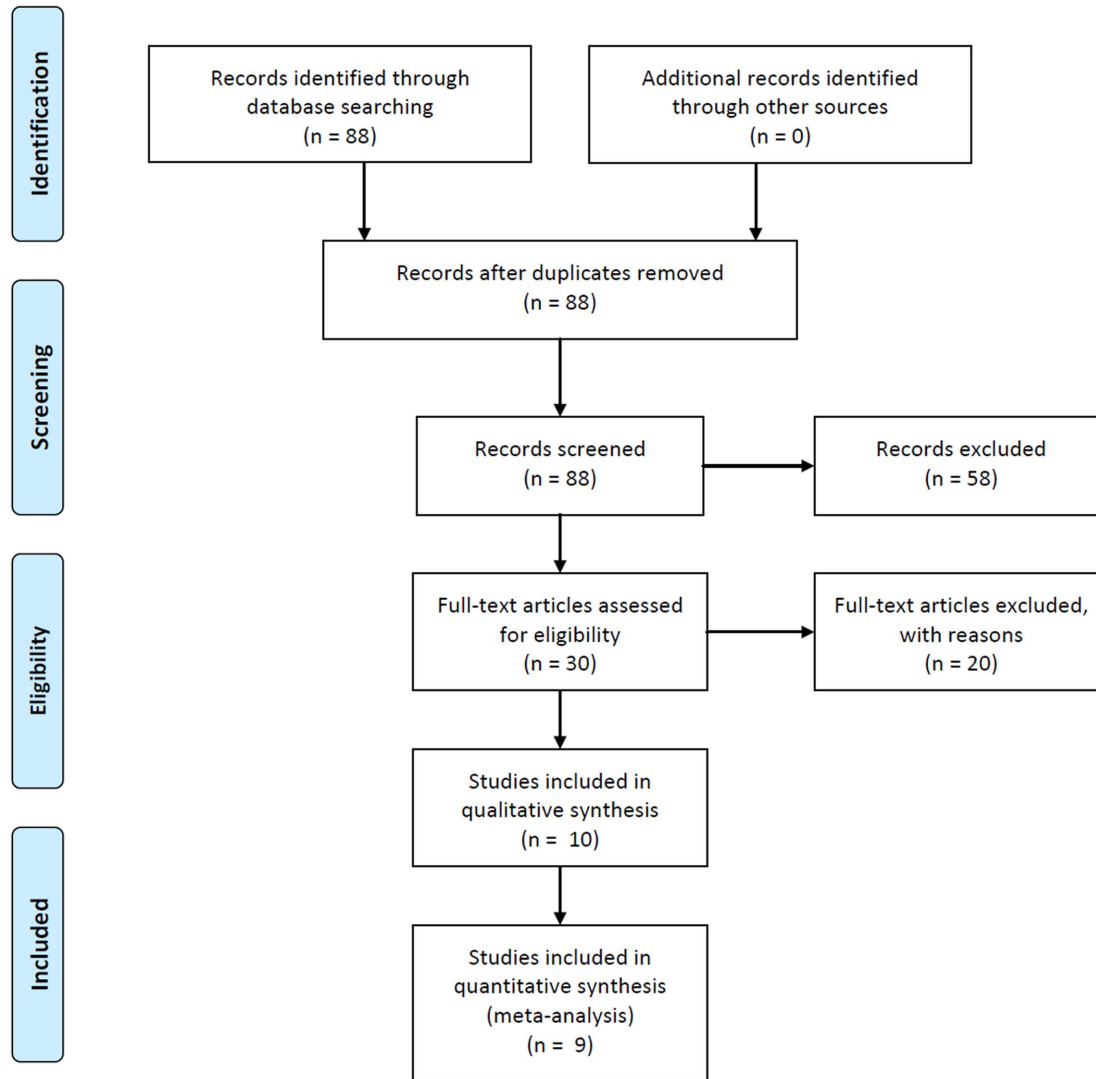 Identification
Records identified through
database searching
(n = 88)
Additional records identified
through other sources
(n = 0)
Records after duplicates removed
(n = 88)
Screening
Records screened
(n = 88)
Records excluded
(n = 58)
Eligibility
Full-text articles assessed
for eligibility
(n = 30)
Full-text articles excluded,
with reasons
(n = 20)
Studies included in
qualitative synthesis
(n =  10)
Included
Studies included in
quantitative synthesis
(meta-analysis)
(n =  9)